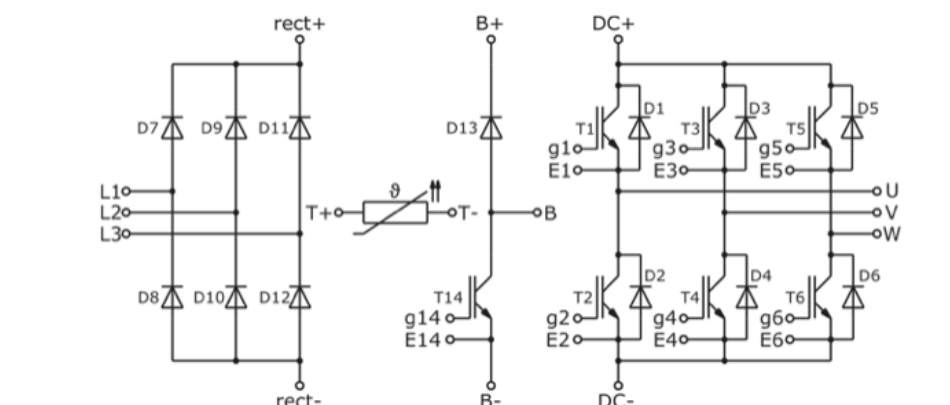 rect+ B+ DC+
D7 D9 D11 D13 T1 D1 T3 D3 T5 D5
g1 g3 g5
E1 E3 E5
L1 U
L2 T+ ϑ T- B V
L3 W
D8 D10 D12 T14 T2 D2 T4 D4 T6 D6
g14 g2 g4 g6
E14 E2 E4 E6
rect- B- DC-